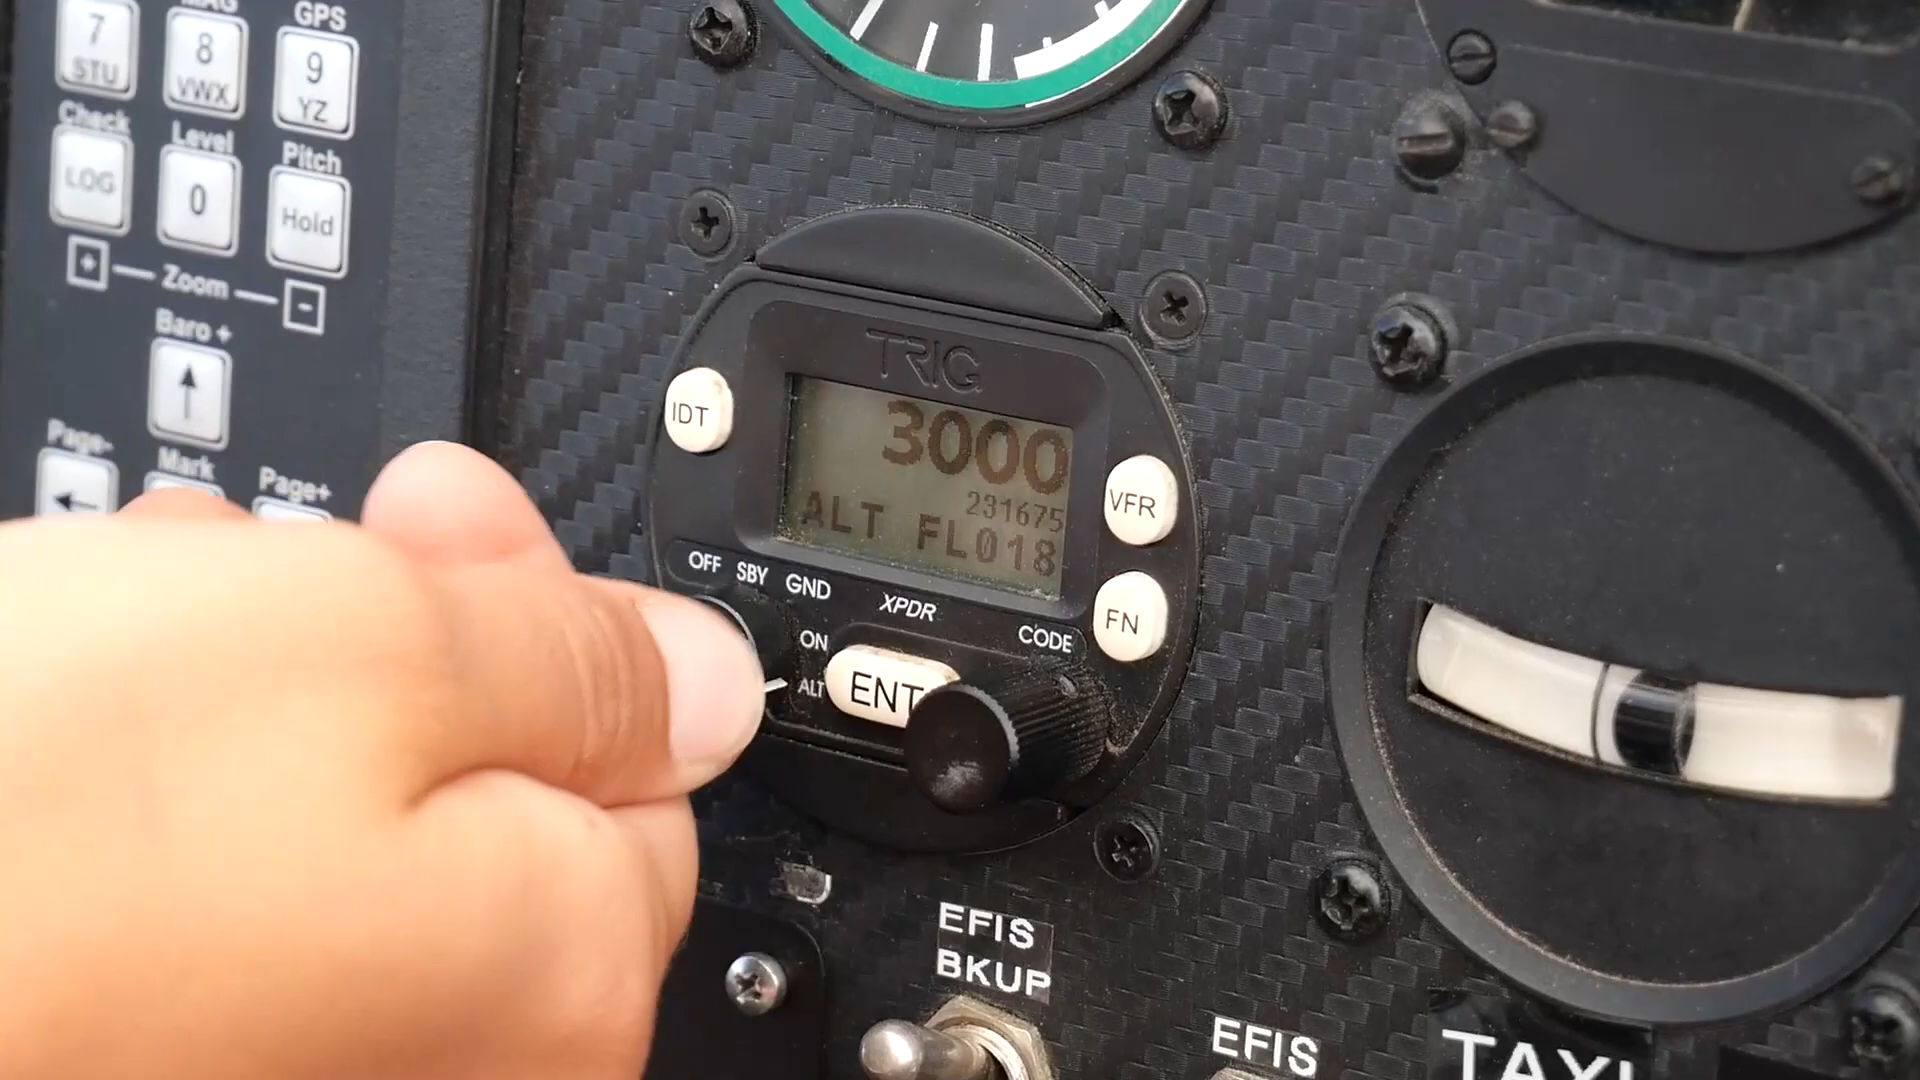 MAG
GPS
7
STU
8
VWX
9
YZ
Check
Level
Pitch
LOG
0
Hold
+
Zoom
-
Baro +
Page-
Mark
Page+
TRIG
IDT
3000
231675
ALT FL018
VFR
FN
OFF
SBY
GND
ON
ALT
XPDR
CODE
ENT
EFIS
BKUP
EFIS
TAXI